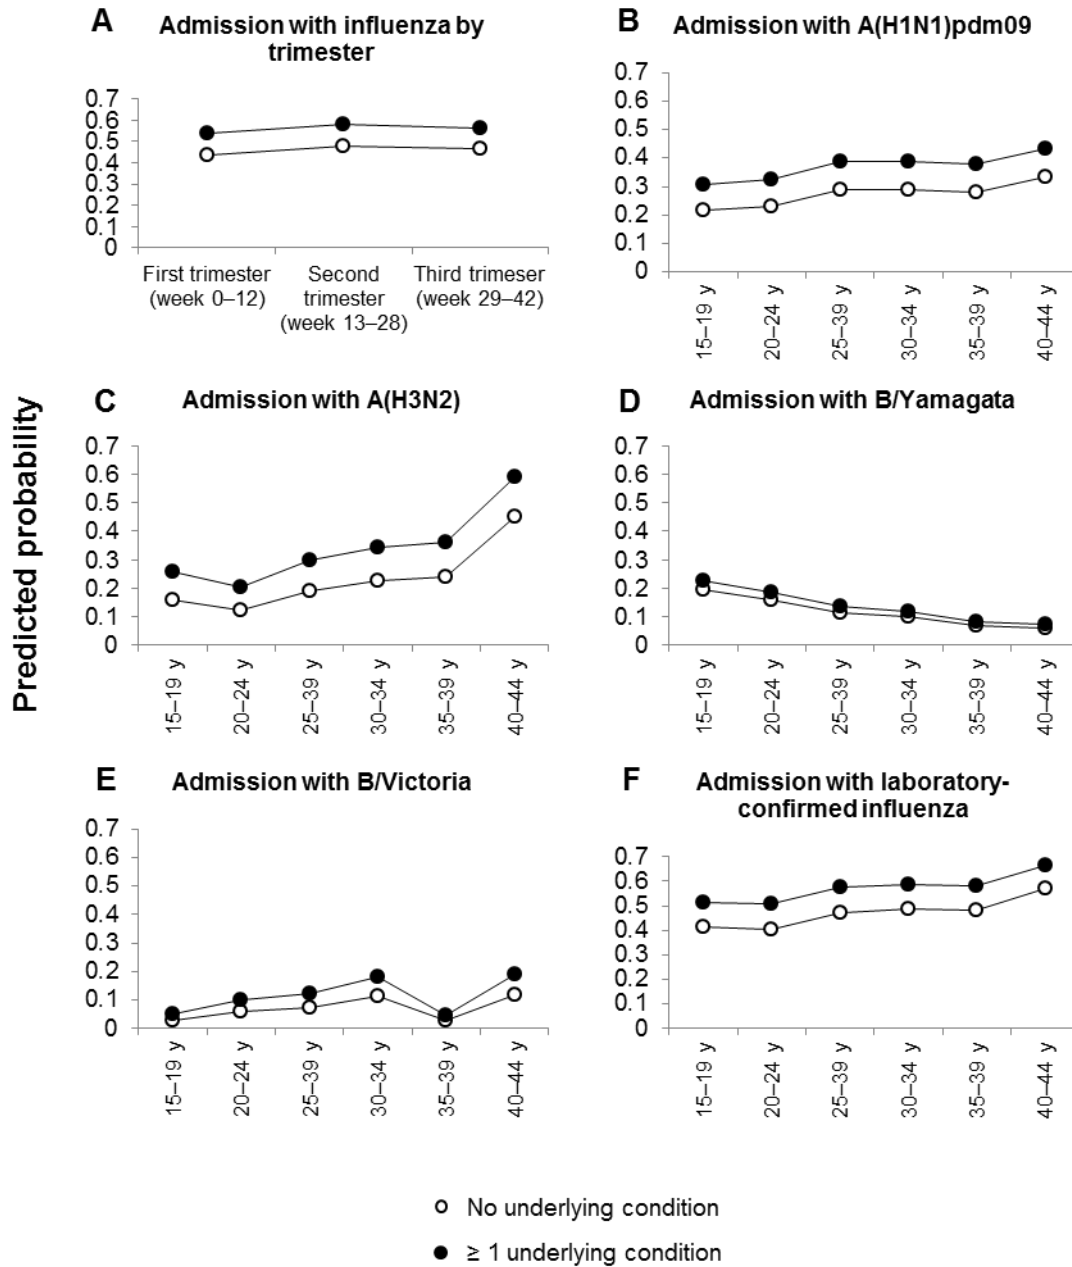 A
Admission with influenza by
trimester
0.7
0.6
0.5
0.4
0.3
0.2
0.1
0
First trimester
(week 0–12)
Second
trimester
(week 13–28)
Third trimeser
(week 29–42)
B
Admission with A(H1N1)pdm09
0.7
0.6
0.5
0.4
0.3
0.2
0.1
0
15–19 y
20–24 y
25–39 y
30–34 y
35–39 y
40–44 y
Predicted probability
C
Admission with A(H3N2)
0.7
0.6
0.5
0.4
0.3
0.2
0.1
0
15–19 y
20–24 y
25–39 y
30–34 y
35–39 y
40–44 y
D
Admission with B/Yamagata
0.7
0.6
0.5
0.4
0.3
0.2
0.1
0
15–19 y
20–24 y
25–39 y
30–34 y
35–39 y
40–44 y
E
Admission with B/Victoria
0.7
0.6
0.5
0.4
0.3
0.2
0.1
0
15–19 y
20–24 y
25–39 y
30–34 y
35–39 y
40–44 y
F
Admission with laboratory-
confirmed influenza
0.7
0.6
0.5
0.4
0.3
0.2
0.1
0
15–19 y
20–24 y
25–39 y
30–34 y
35–39 y
40–44 y
No underlying condition
≥ 1 underlying condition